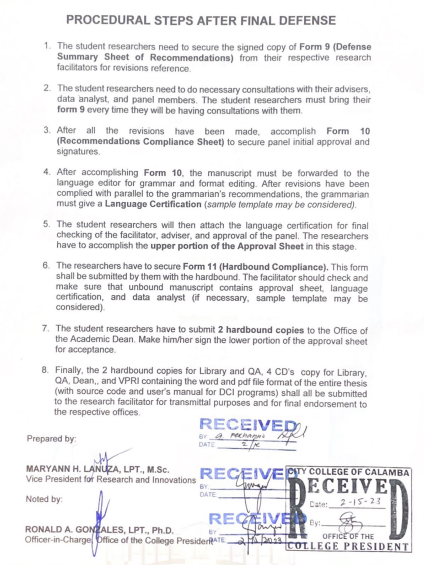 PROCEDURAL STEPS AFTER FINAL DEFENSE
1. The student researchers need to secure the signed copy of Form 9 (Defense
Summary Sheet of Recommendations) from their respective research
facilitators for revisions reference.
2. The student researchers need to do necessary consultations with their advisers,
data analyst, and panel members. The student researchers must bring their
form 9 every time they will be having consultations with them.
3. After all the revisions have been made, accomplish Form 10
(Recommendations Compliance Sheet) to secure panel initial approval and
signatures.
4. After accomplishing Form 10, the manuscript must be forwarded to the
language editor for grammar and format editing. After revisions have been
complied with parallel to the grammarian's recommendations, the grammarian
must give a Language Certification (sample template may be considered).
5. The student researchers will then attach the language certification for final
checking of the facilitator, adviser, and approval of the panel. The researchers
have to accomplish the upper portion of the Approval Sheet in this stage.
6. The researchers have to secure Form 11 (Hardbound Compliance). This form
shall be submitted by them with the hardbound. The facilitator should check and
make sure that unbound manuscript contains approval sheet, language
certification, and data analyst (if necessary, sample template may be
considered).
7. The student researchers have to submit 2 hardbound copies to the Office of
the Academic Dean. Make him/her sign the lower portion of the approval sheet
for acceptance.
8. Finally, the 2 hardbound copies for Library and QA, 4 CD's copy for Library,
QA, Dean,, and VPRI containing the word and pdf file format of the entire thesis
(with source code and user's manual for DCI programs) shall all be submitted
to the research facilitator for transmittal purposes and for final endorsement to
the respective offices.
RECEIVED
BY
DATE
Prepared by:
MARYANN H. LANUZA, LPT., M.Sc.
Vice President for Research and Innovations
RECEIVED
BY
DATE
CITY COLLEGE OF CALAMBA
RECEIVED
Date: 2-15-23
By:
OFFICE OF THE
COLLEGE PRESIDENT
Noted by:
RECEIVED
BY
DATE
RONALD A. GONZALES, LPT., Ph.D.
Officer-in-Charge, Office of the College President